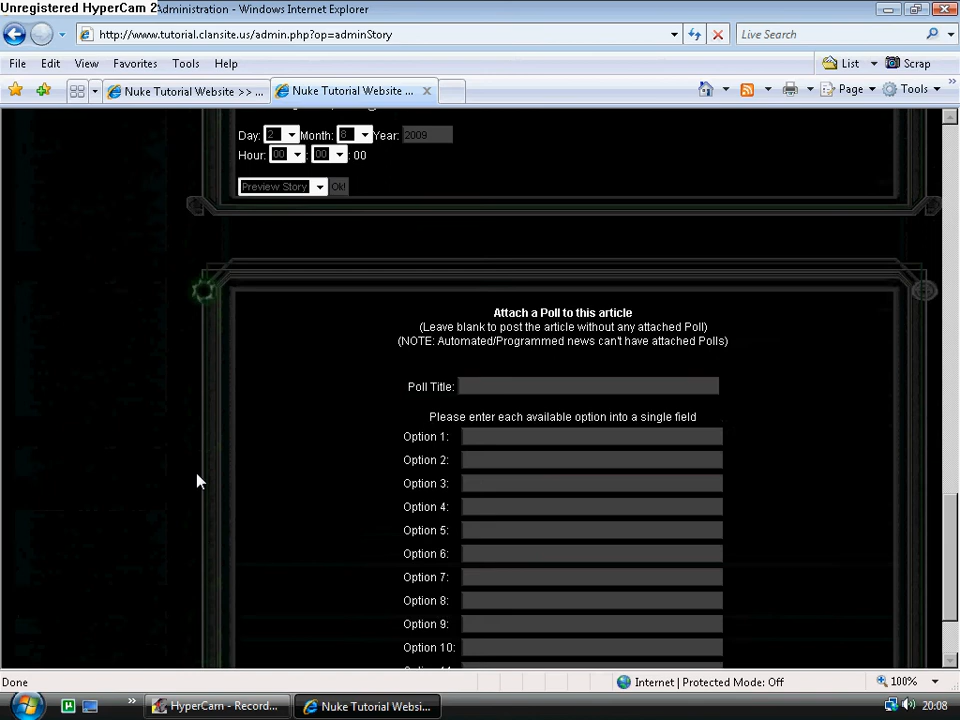 Unregistered HyperCam 2
Administration - Windows Internet Explorer
http://www.tutorial.clansite.us/admin.php?op=adminStory
Live Search
File Edit View Favorites Tools Help
List Scrap
Nuke Tutorial Website >> ... Nuke Tutorial Website ...
Page Tools
Day: 2 Month: 8 Year: 2009
Hour: 00 : 00 : 00
Preview Story Ok!
Attach a Poll to this article
(Leave blank to post the article without any attached Poll)
(NOTE: Automated/Programmed news can't have attached Polls)
Poll Title:
Please enter each available option into a single field
Option 1:
Option 2:
Option 3:
Option 4:
Option 5:
Option 6:
Option 7:
Option 8:
Option 9:
Option 10:
Done Internet | Protected Mode: Off 100%
HyperCam - Record... Nuke Tutorial Websi... 20:08